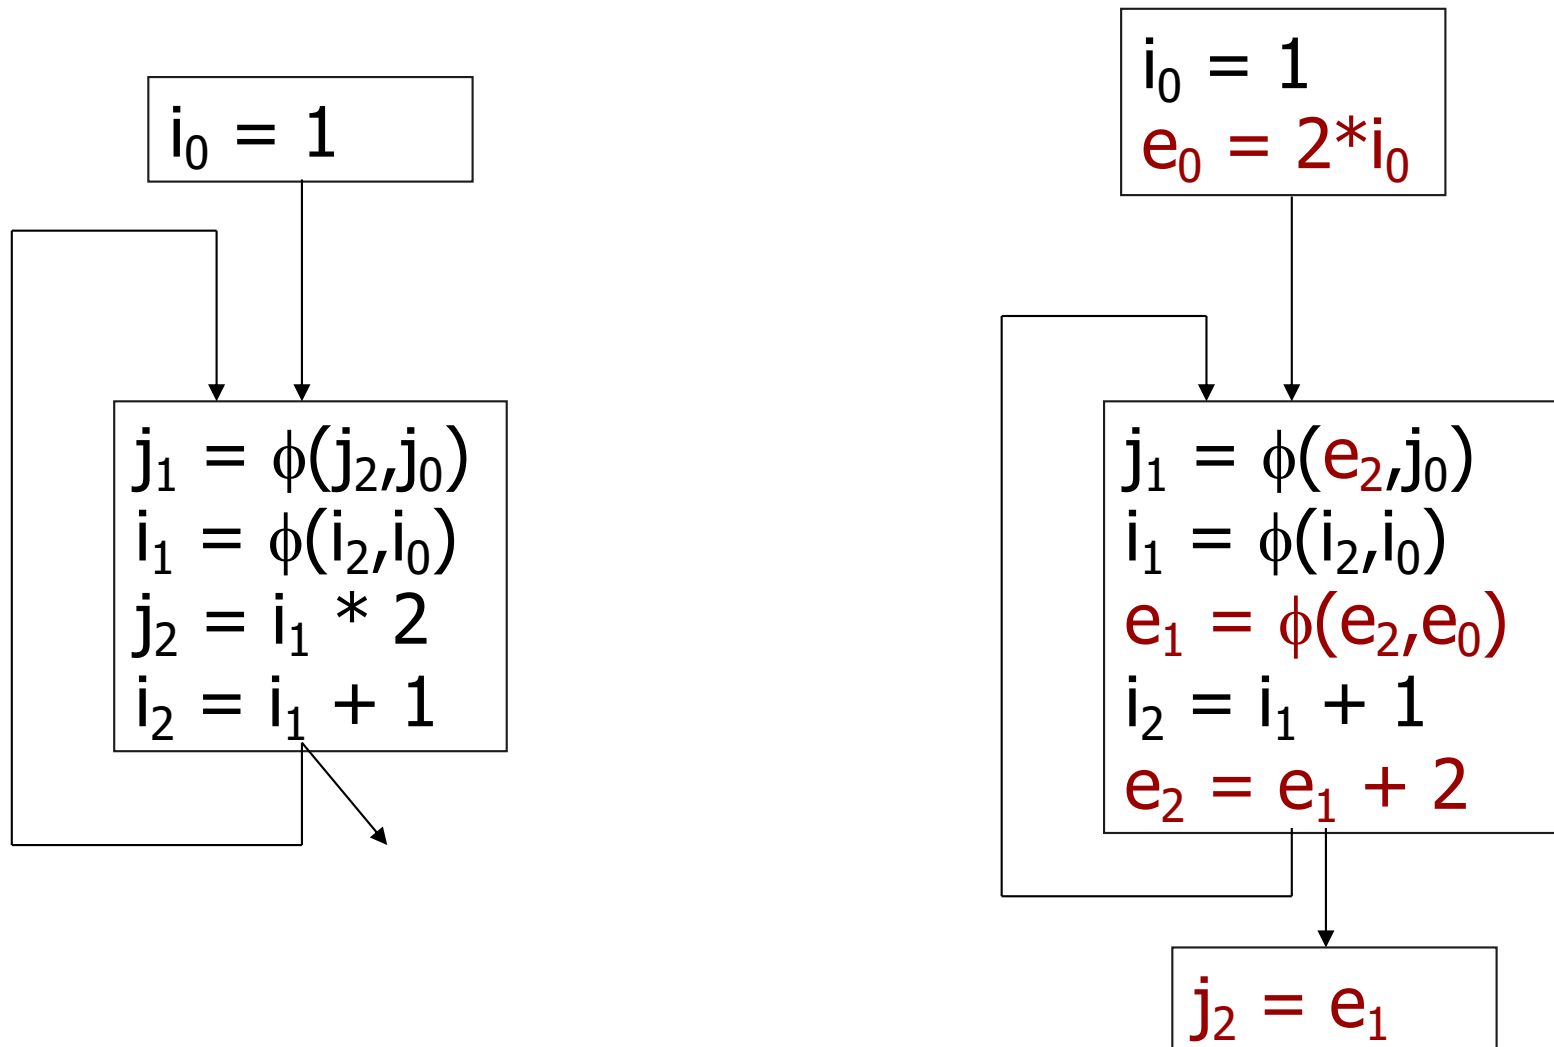 i₀ = 1
j₁ = ϕ(j₂,j₀)
i₁ = ϕ(i₂,i₀)
j₂ = i₁ * 2
i₂ = i₁ + 1
i₀ = 1
e₀ = 2*i₀
j₁ = ϕ(e₂,j₀)
i₁ = ϕ(i₂,i₀)
e₁ = ϕ(e₂,e₀)
i₂ = i₁ + 1
e₂ = e₁ + 2
j₂ = e₁